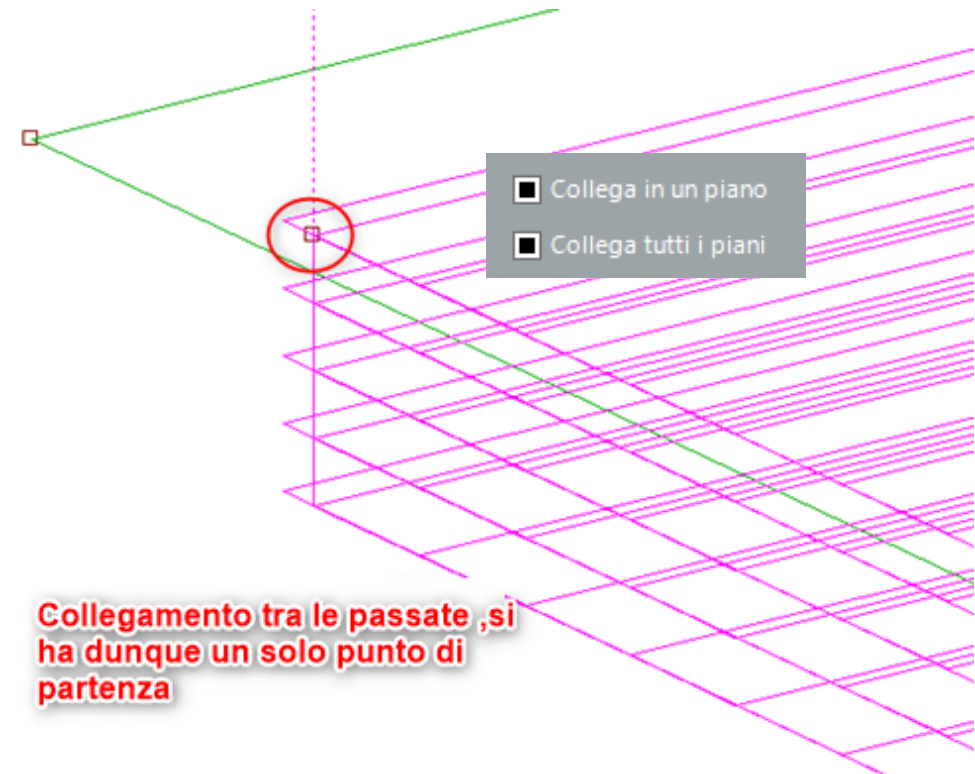 Collega in un piano
Collega tutti i piani
Collegamento tra le passate ,si
ha dunque un solo punto di
partenza